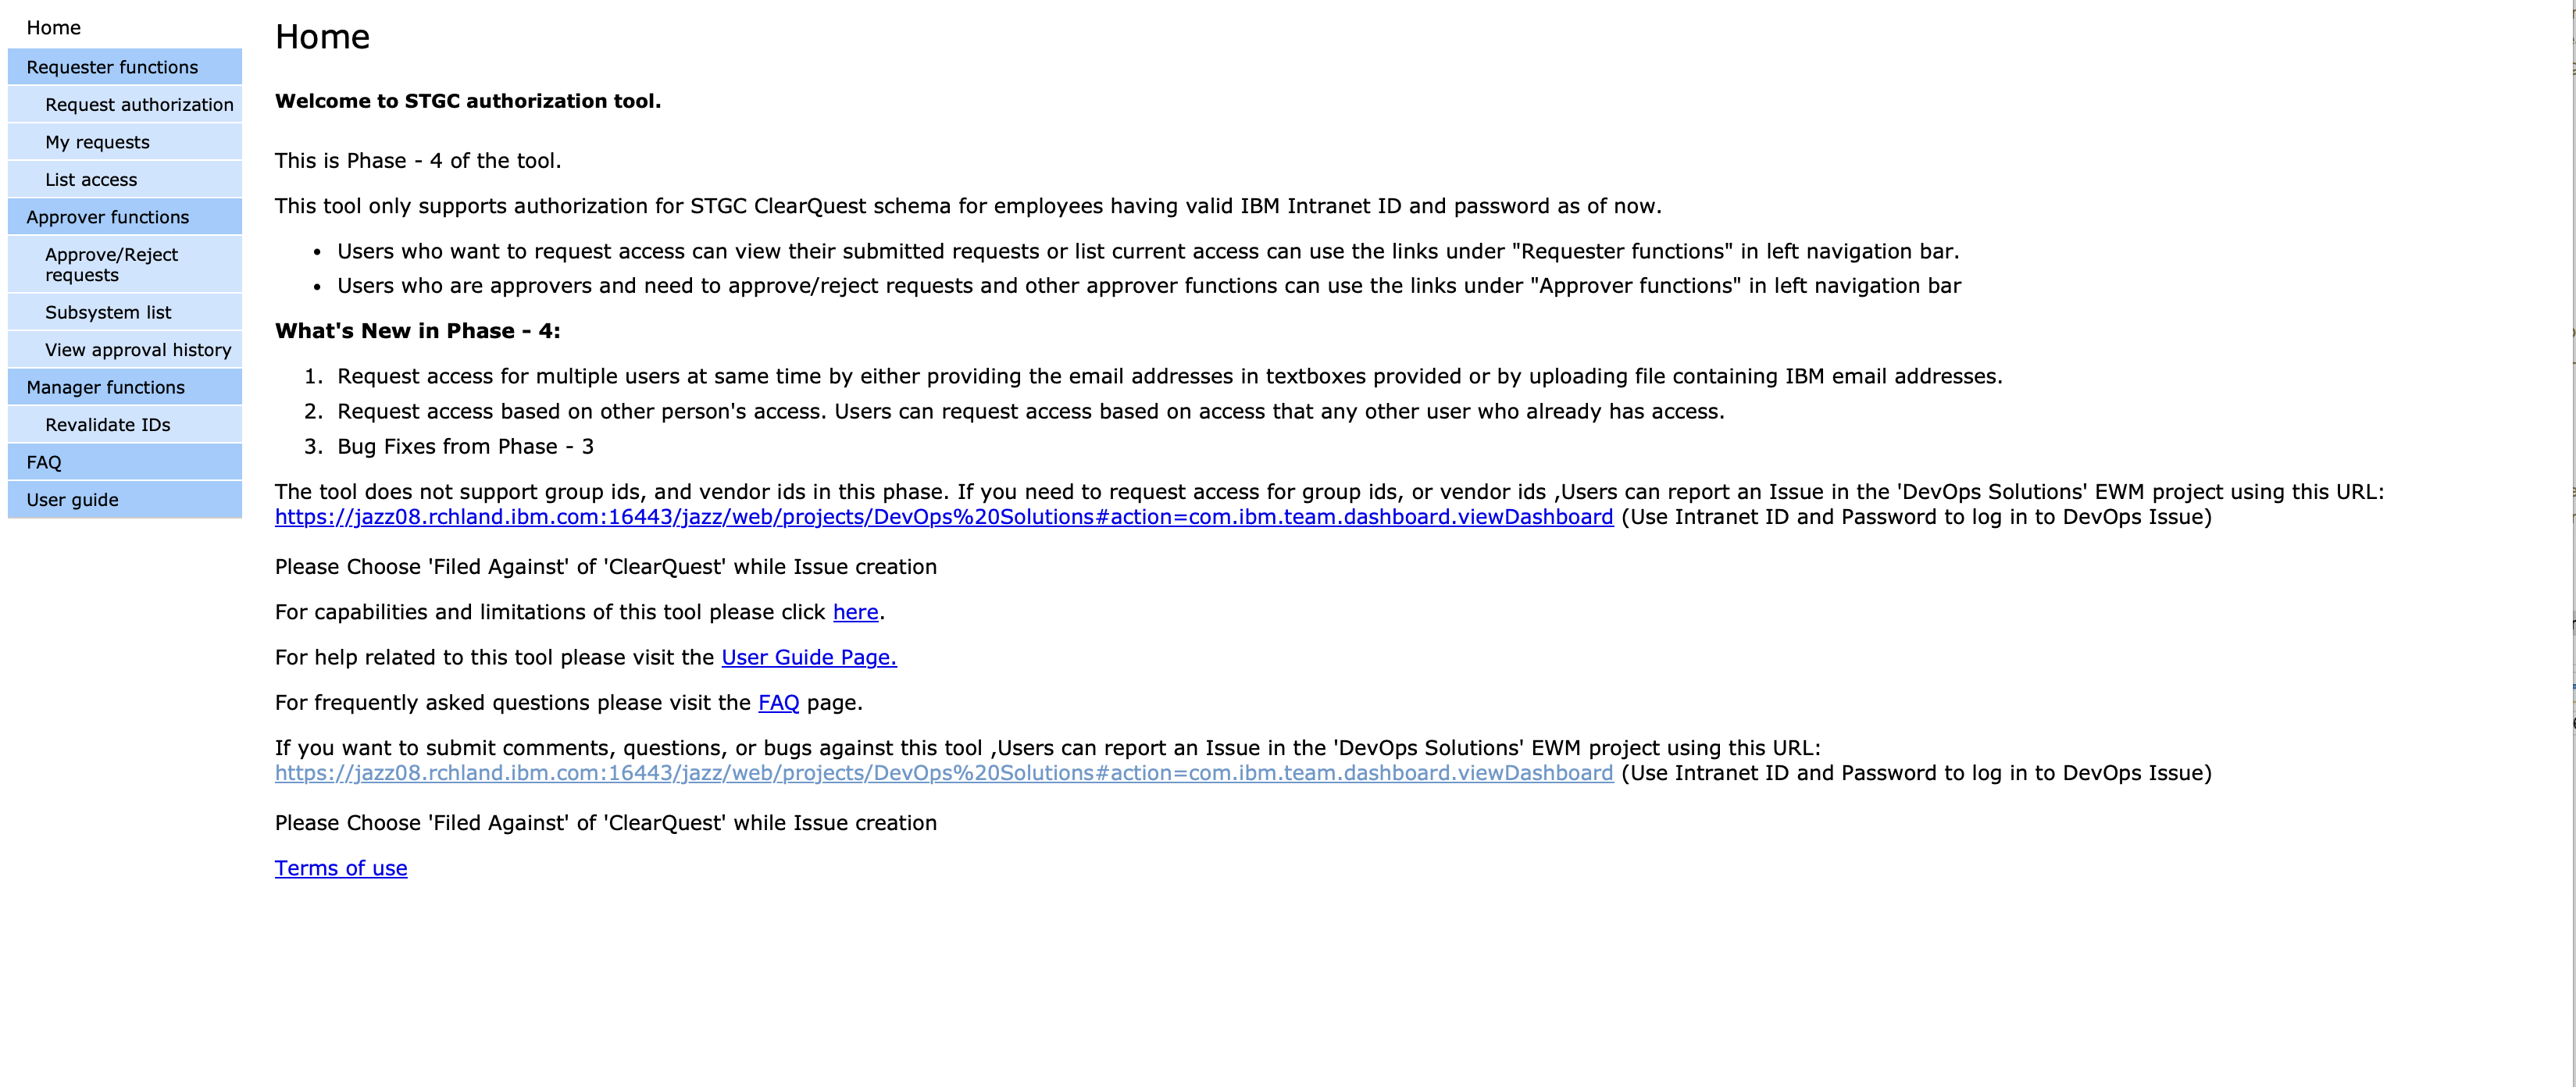 Home
Requester functions
Request authorization
My requests
List access
Approver functions
Approve/Reject
requests
Subsystem list
View approval history
Manager functions
Revalidate IDs
FAQ
User guide
Home
Welcome to STGC authorization tool.
This is Phase - 4 of the tool.
This tool only supports authorization for STGC ClearQuest schema for employees having valid IBM Intranet ID and password as of now.
• Users who want to request access can view their submitted requests or list current access can use the links under "Requester functions" in left navigation bar.
• Users who are approvers and need to approve/reject requests and other approver functions can use the links under "Approver functions" in left navigation bar
What's New in Phase - 4:
1. Request access for multiple users at same time by either providing the email addresses in textboxes provided or by uploading file containing IBM email addresses.
2. Request access based on other person's access. Users can request access based on access that any other user who already has access.
3. Bug Fixes from Phase - 3
The tool does not support group ids, and vendor ids in this phase. If you need to request access for group ids, or vendor ids ,Users can report an Issue in the 'DevOps Solutions' EWM project using this URL:
https://jazz08.rchland.ibm.com:16443/jazz/web/projects/DevOps%20Solutions#action=com.ibm.team.dashboard.viewDashboard (Use Intranet ID and Password to log in to DevOps Issue)
Please Choose 'Filed Against' of 'ClearQuest' while Issue creation
For capabilities and limitations of this tool please click here.
For help related to this tool please visit the User Guide Page.
For frequently asked questions please visit the FAQ page.
If you want to submit comments, questions, or bugs against this tool ,Users can report an Issue in the 'DevOps Solutions' EWM project using this URL:
https://jazz08.rchland.ibm.com:16443/jazz/web/projects/DevOps%20Solutions#action=com.ibm.team.dashboard.viewDashboard (Use Intranet ID and Password to log in to DevOps Issue)
Please Choose 'Filed Against' of 'ClearQuest' while Issue creation
Terms of use